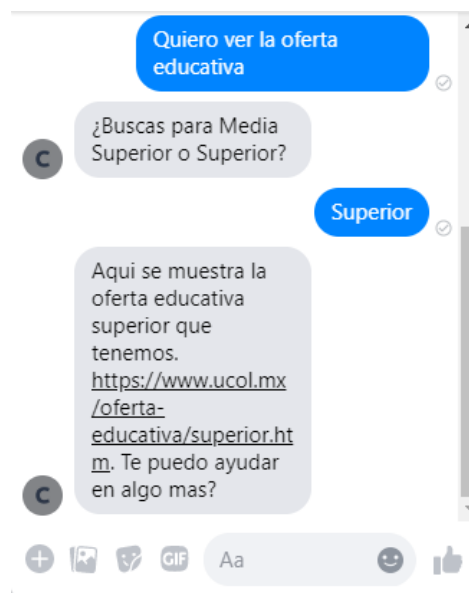 Quiero ver la oferta
educativa
¿Buscas para Media
Superior o Superior?
C
Superior
Aqui se muestra la
oferta educativa
superior que
tenemos.
https://www.ucol.mx
/oferta-
educativa/superior.ht
m. Te puedo ayudar
en algo mas?
C
GIF
Aa